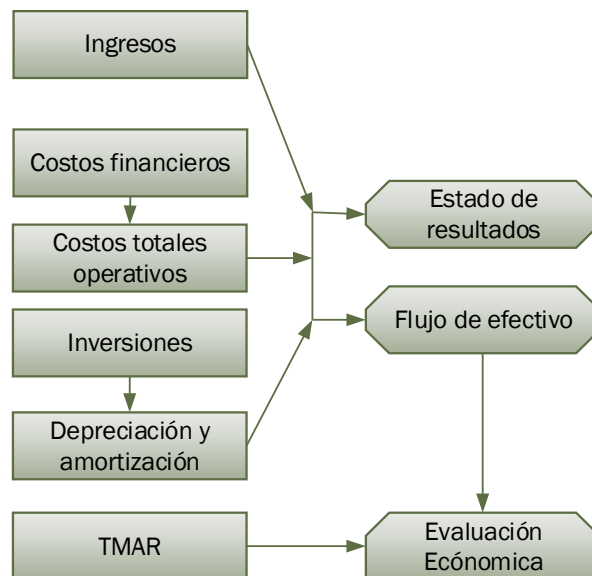 Ingresos
Costos financieros
Costos totales
operativos
Inversiones
Depreciación y
amortización
TMAR
Estado de
resultados
Flujo de efectivo
Evaluación
Ecónomica